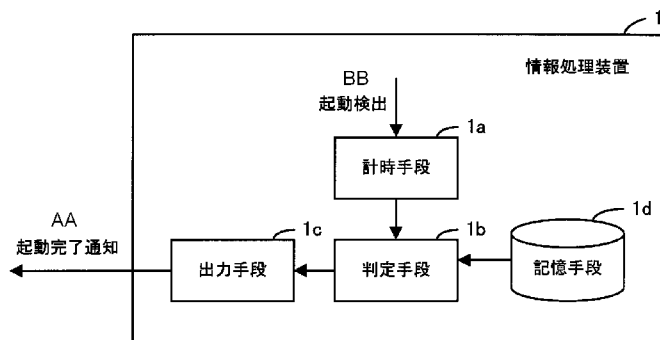 1
情報処理装置
BB
起動検出
1a
計時手段
AA
起動完了通知
1c
出力手段
1b
判定手段
1d
記憶手段